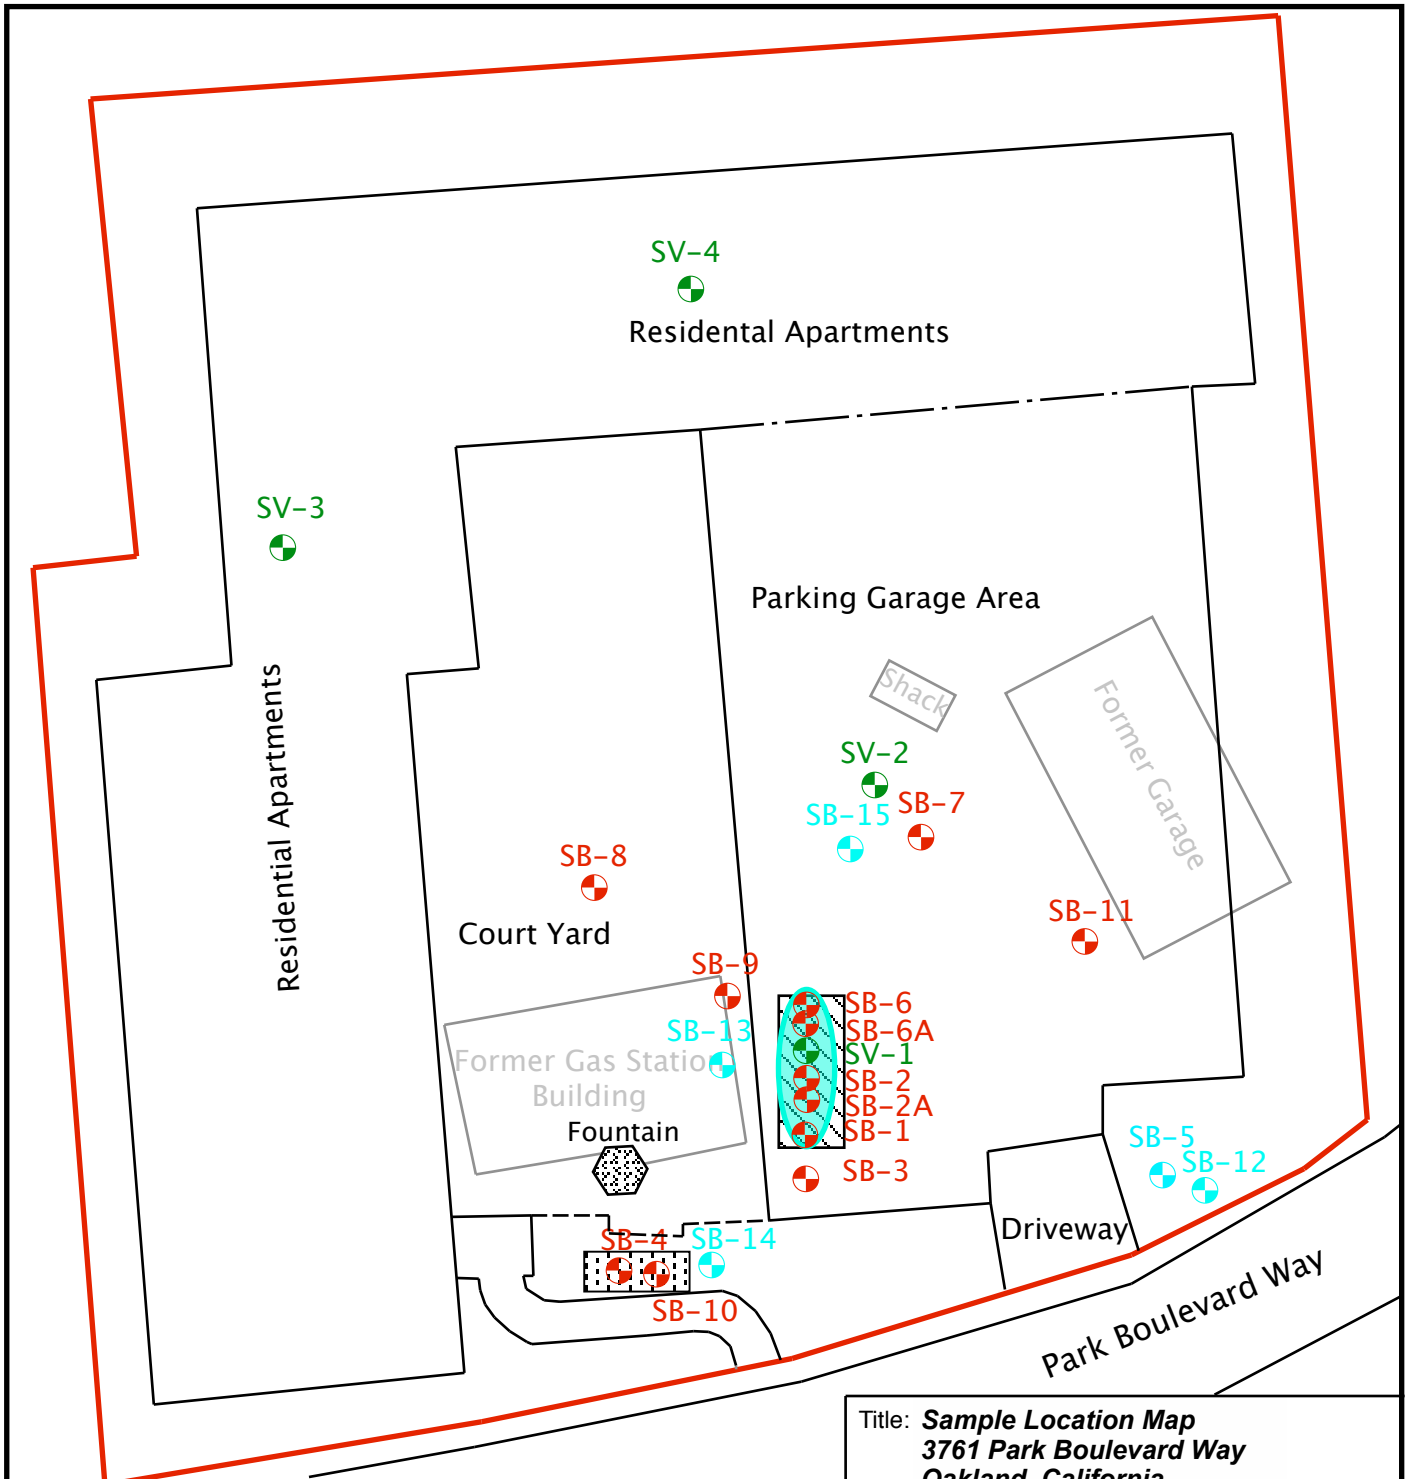 SV-4
Residental Apartments
SV-3
Parking Garage Area
Shack
Residential Apartments
Former Garage
SV-2
SB-15
SB-7
SB-8
SB-11
Court Yard
SB-9
SB-6
SB-6A
SB-13
SV-1
Former Gas Station
Building
SB-2
SB-2A
Fountain
SB-1
SB-5
SB-12
SB-3
Driveway
SB-4
SB-14
SB-10
Park Boulevard Way
Title: Sample Location Map
3761 Park Boulevard Way
Oakland, California